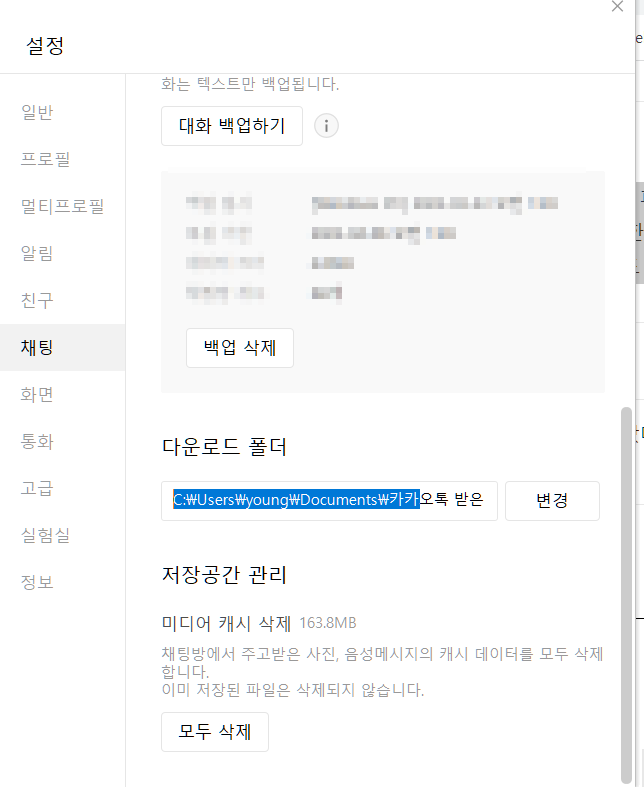 설정
일반
프로필
멀티프로필
알림
친구
채팅
화면
통화
고급
실험실
정보
화는 텍스트만 백업됩니다.
대화 백업하기
i
백업 삭제
다운로드 폴더
C:₩Users₩young₩Documents₩카카오톡 받은
변경
저장공간 관리
미디어 캐시 삭제 163.8MB
채팅방에서 주고받은 사진, 음성메시지의 캐시 데이터를 모두 삭제
합니다.
이미 저장된 파일은 삭제되지 않습니다.
모두 삭제